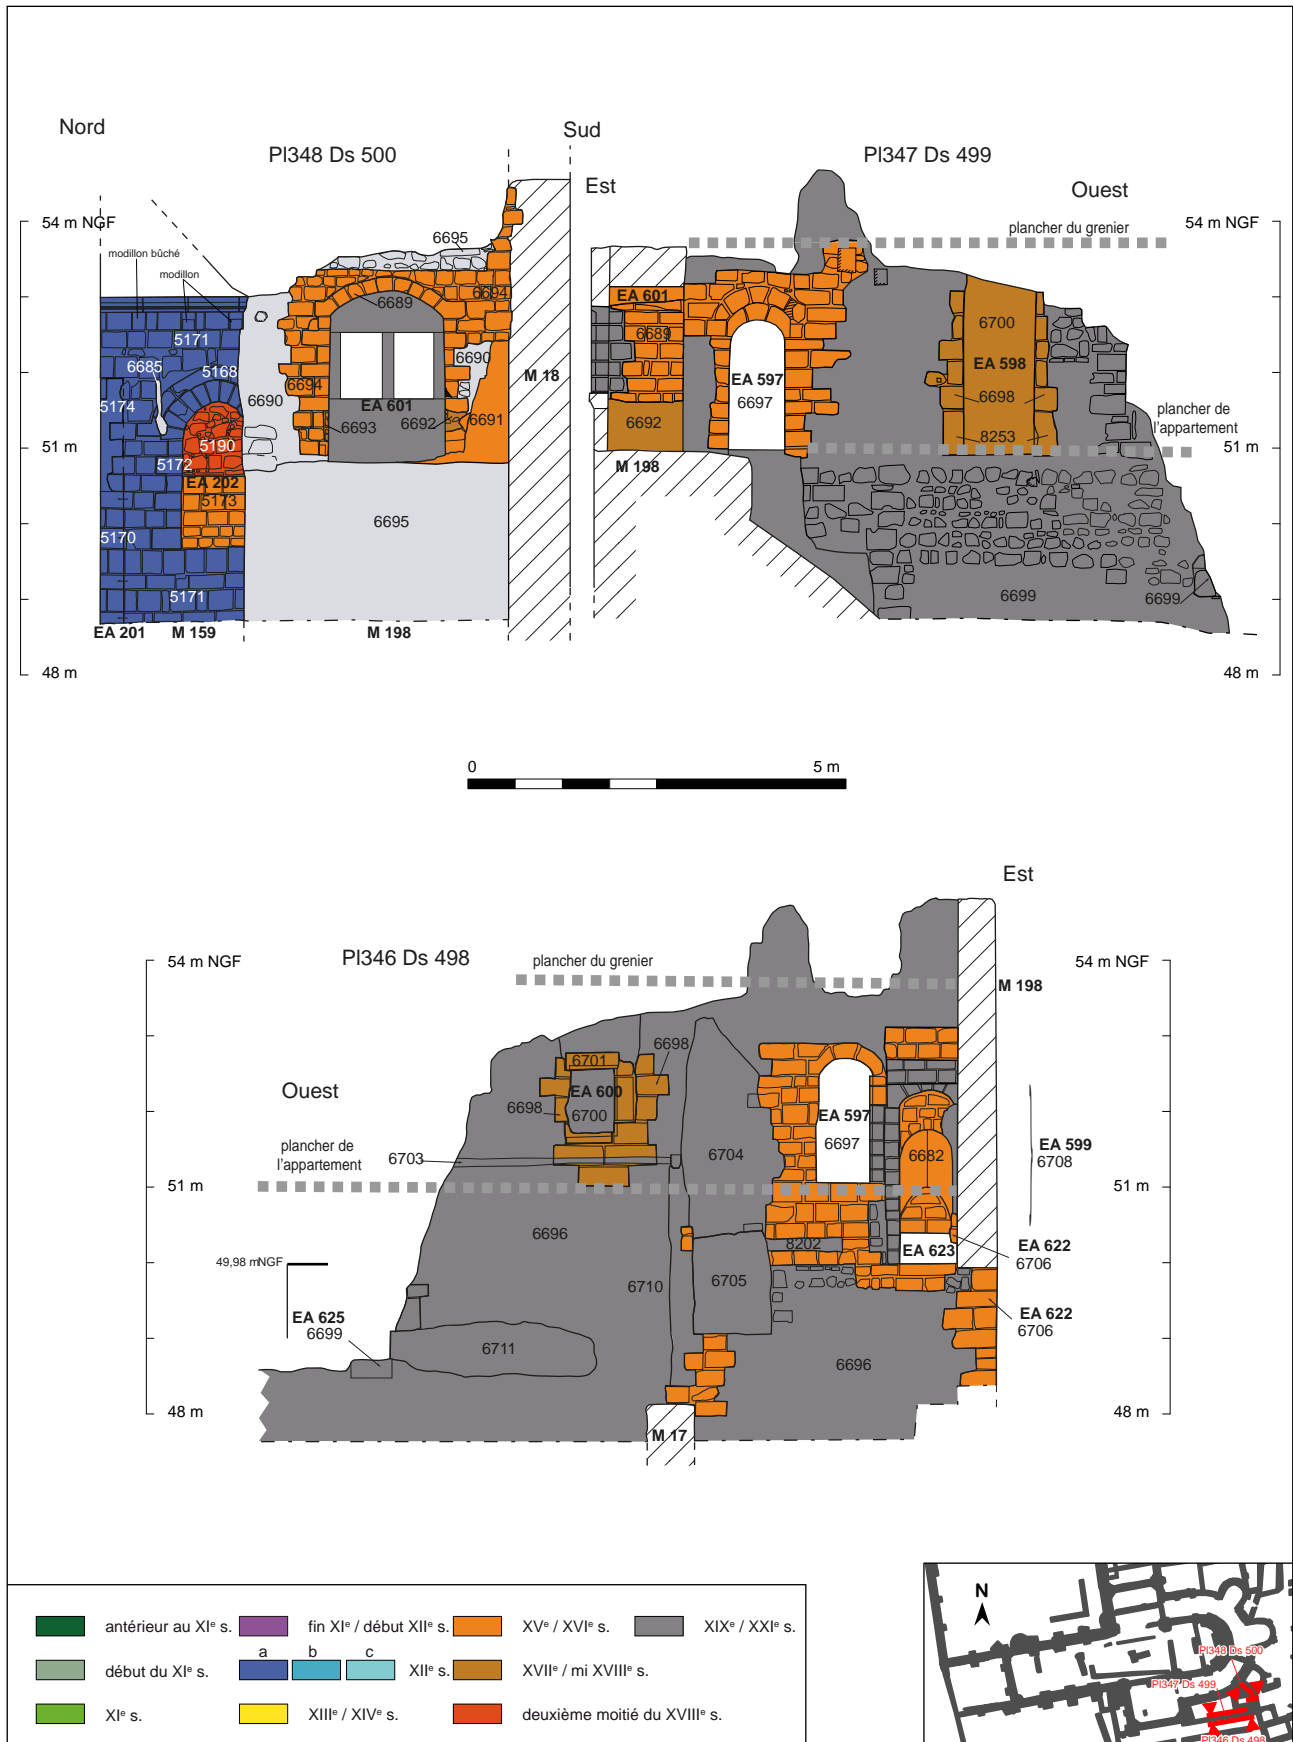 Nord
Sud
Pl348 Ds 500
Est
Pl347 Ds 499
Ouest
54 m NGF
modillon bûché
modillon
6695
6689
6694
5171
6685
5168
6690
5174
6694
6690
EA 601
6693
6692
6691
5190
5172
EA 202
5173
6695
5170
5171
EA 201
M 159
M 198
M 18
51 m
48 m
plancher du grenier
54 m NGF
EA 601
6689
EA 597
6697
6692
M 198
6700
EA 598
6698
8253
plancher de
l'appartement
51 m
6699
6699
48 m
0
5 m
Est
Pl346 Ds 498
54 m NGF
plancher du grenier
54 m NGF
M 198
Ouest
6701
6698
EA 600
6698
6700
EA 597
6697
plancher de
l'appartement
6703
6704
6682
EA 599
6708
51 m
51 m
6696
8202
EA 623
EA 622
6706
49,98 mNGF
6710
6705
EA 622
6706
EA 625
6699
6711
6696
48 m
48 m
M 17
antérieur au XIe s.
fin XIe / début XIIe s.
XVe / XVIe s.
XIXe / XXIe s.
a
b
c
début du XIe s.
XIIe s.
XVIIe / mi XVIIIe s.
XIe s.
XIIIe / XIVe s.
deuxième moitié du XVIIIe s.
N
Pl348 Ds 500
Pl347 Ds 499
Pl346 Ds 498